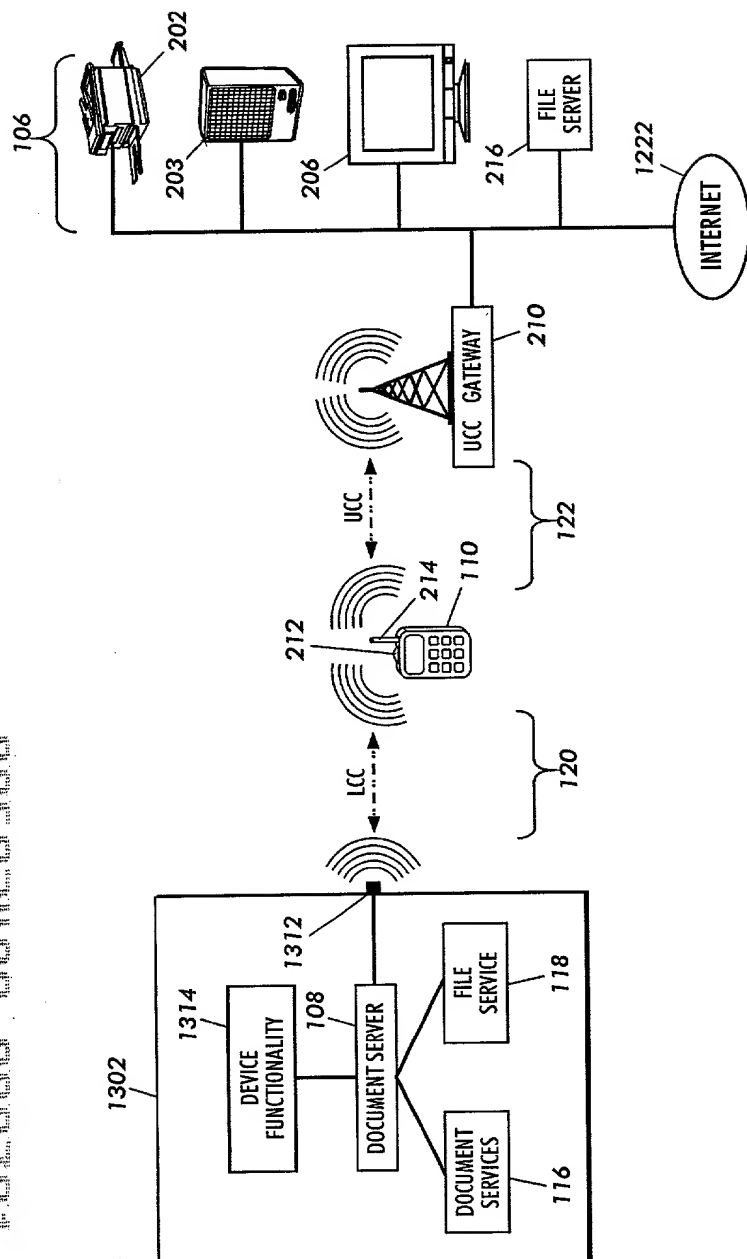 1302
1314
DEVICE
FUNCTIONALITY
108
DOCUMENT SERVER
DOCUMENT
SERVICES
116
FILE
SERVICE
118
1312
LCC
120
212
214
110
UCC
122
UCC GATEWAY
210
106
202
203
206
FILE
SERVER
216
INTERNET
1222